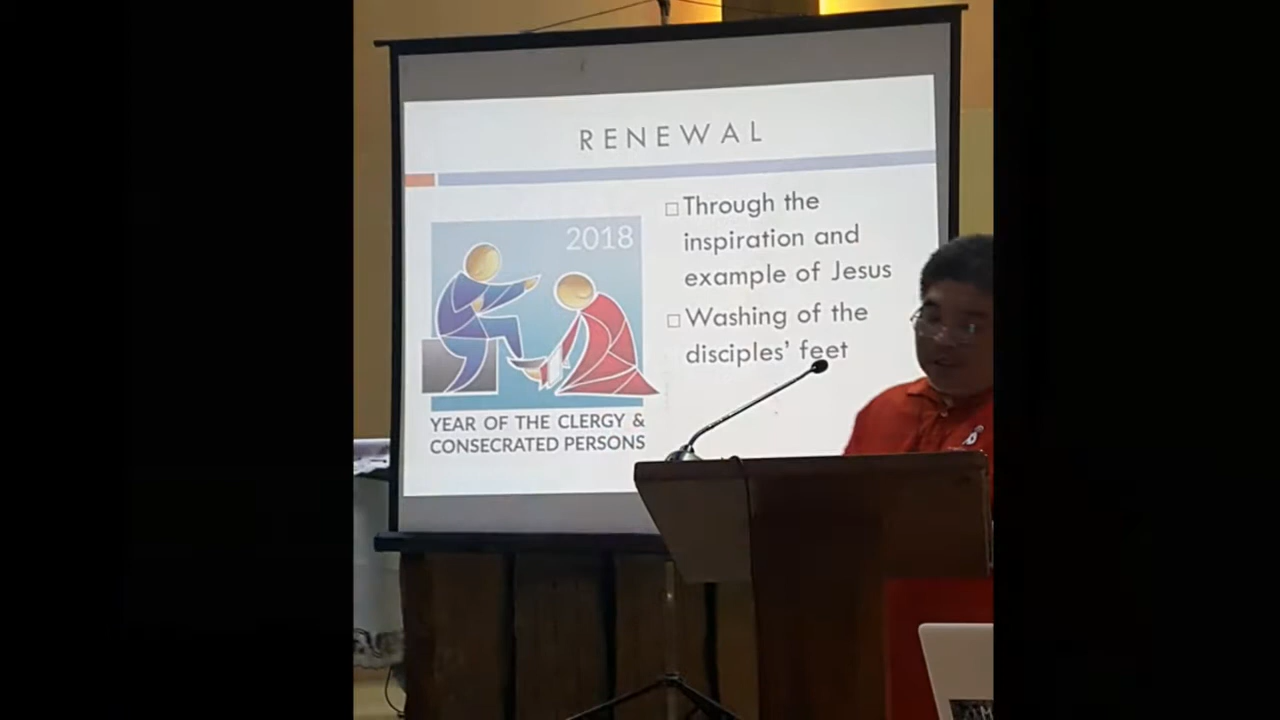 RENEWAL
2018
YEAR OF THE CLERGY &
CONSECRATED PERSONS
□ Through the
inspiration and
example of Jesus
□ Washing of the
disciples' feet